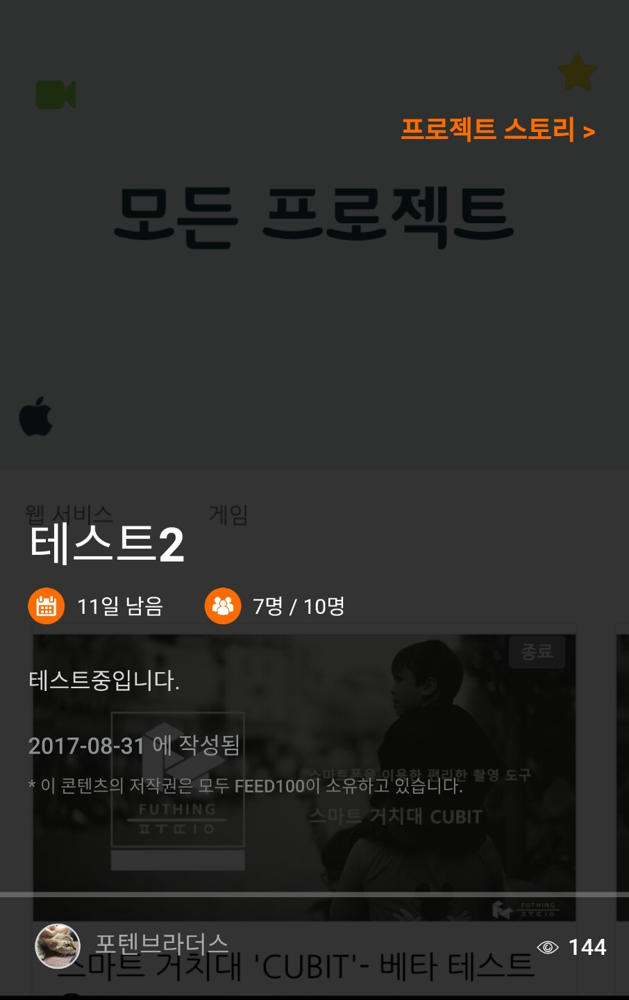 프로젝트 스토리 >
모든 프로젝트
웹 서비스 게임
테스트2
11일 남음 7명 / 10명
종료
테스트중입니다.
2017-08-31 에 작성됨
스마트폰을 이용한 편리한 촬영 도구
* 이 콘텐츠의 저작권은 모두 FEED100이 소유하고 있습니다.
FUTHING
ㅍㅜㄸㅣㅇ
스마트 거치대 CUBIT
FUTHING
ㅍㅜㄸㅣㅇ
포텐브라더스
144
스마트 거치대 'CUBIT'- 베타 테스트